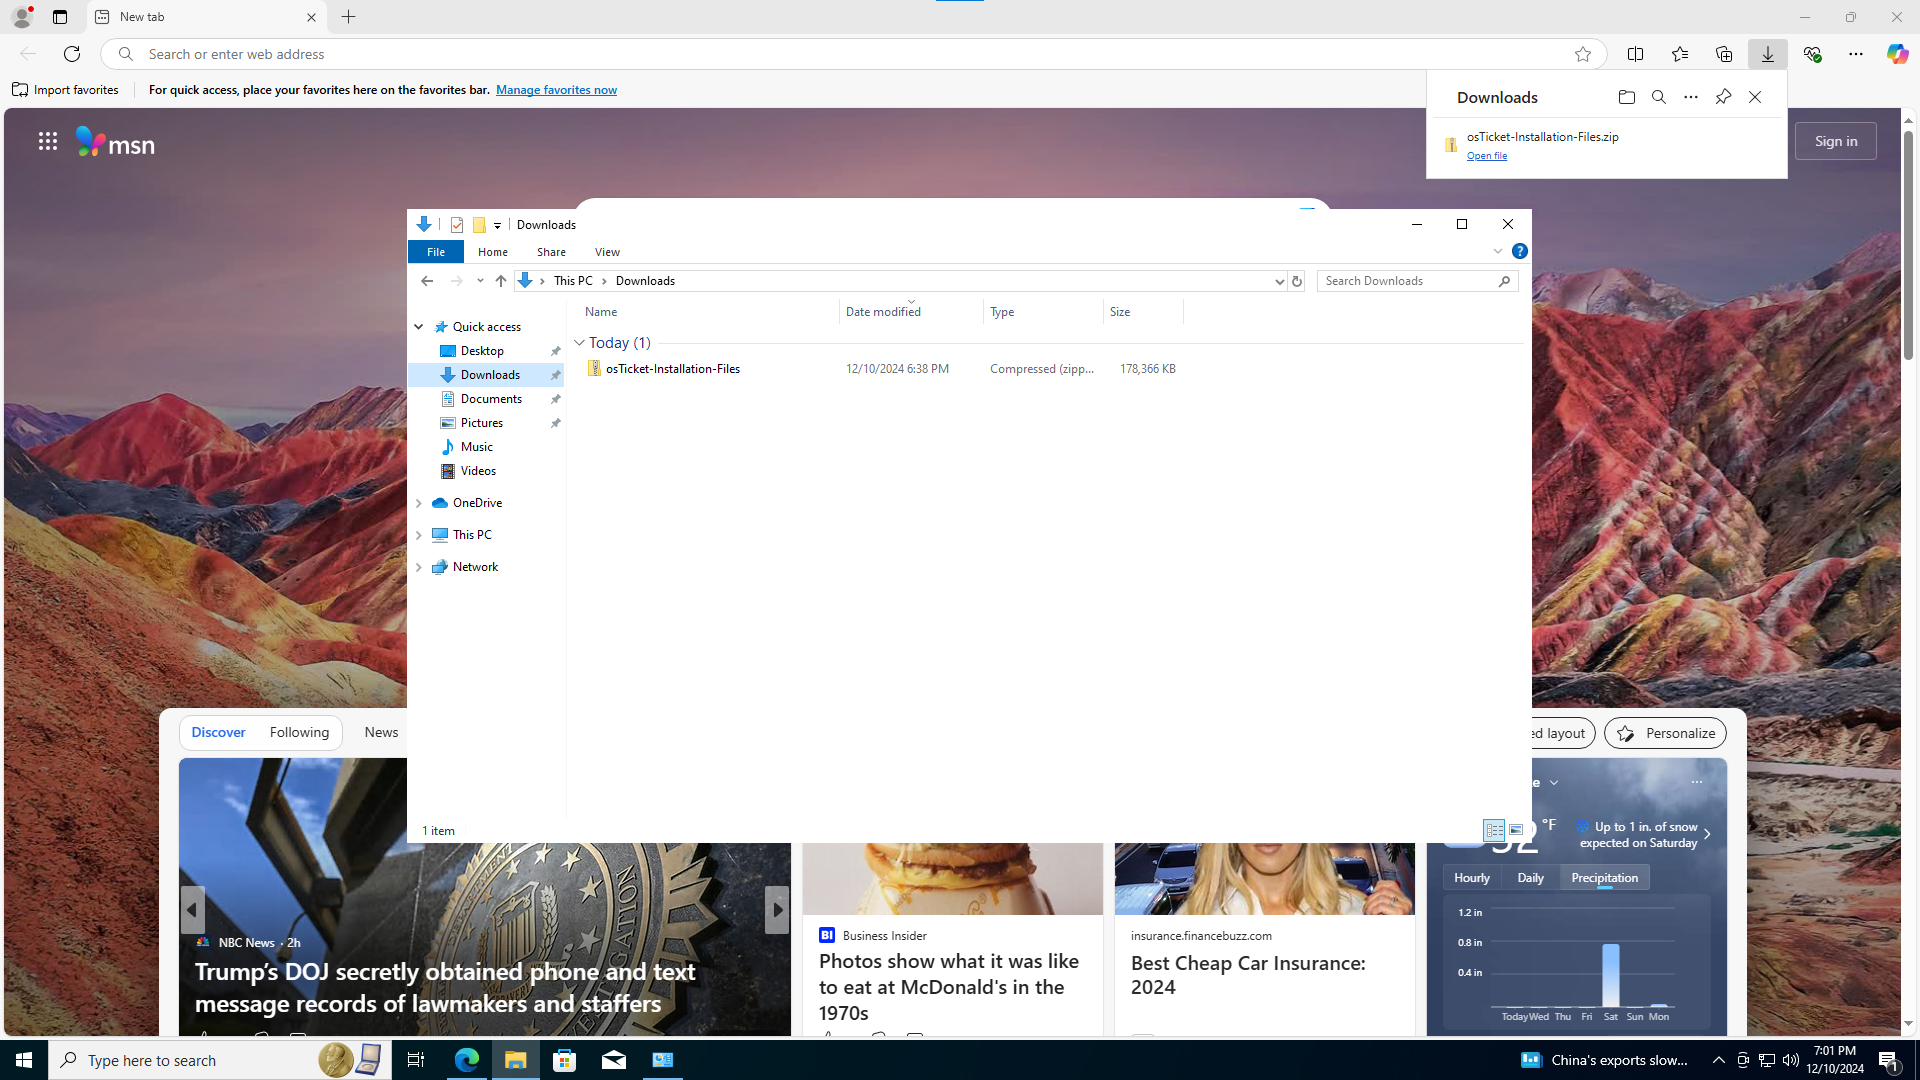 New tab
Search or enter web address
Import favorites
For quick access, place your favorites here on the favorites bar. Manage favorites now
Downloads
osTicket-Installation-Files.zip
Open file
msn
Sign in
Downloads
File Home Share View
This PC Downloads
Search Downloads
Name Date modified Type Size
Quick access
Desktop
Downloads
Documents
Pictures
Music
Videos
OneDrive
This PC
Network
Today (1)
osTicket-Installation-Files 12/10/2024 6:38 PM Compressed (zipp... 178,366 KB
1 item
Discover Following News
ed layout Personalize
°F
Up to 1 in. of snow
expected on Saturday
Hourly Daily Precipitation
1.2 in
0.8 in
0.4 in
Today Wed Thu Fri Sat Sun Mon
NBC News · 2h
Trump's DOJ secretly obtained phone and text
message records of lawmakers and staffers
BI Business Insider
Photos show what it was like
to eat at McDonald's in the
1970s
insurance.financebuzz.com
Best Cheap Car Insurance:
2024
Type here to search
China's exports slow...
7:01 PM
12/10/2024
1